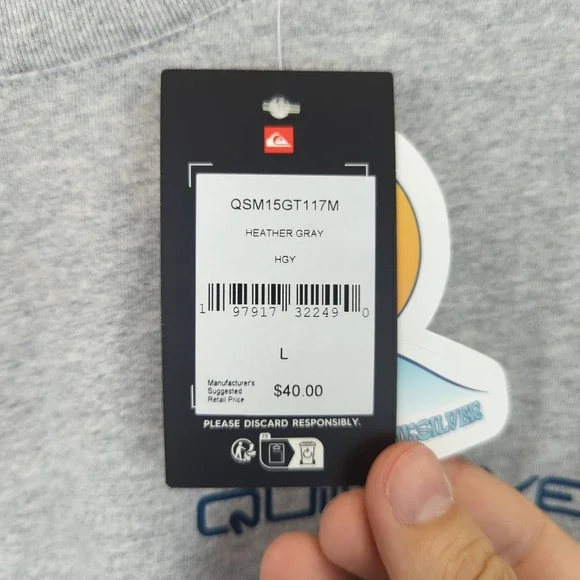 QSM15GT117M
HEATHER GRAY
HGY
1 97917 32249 0
L
Manufacturer's
Suggested
Retail Price
$40.00
PLEASE DISCARD RESPONSIBLY.